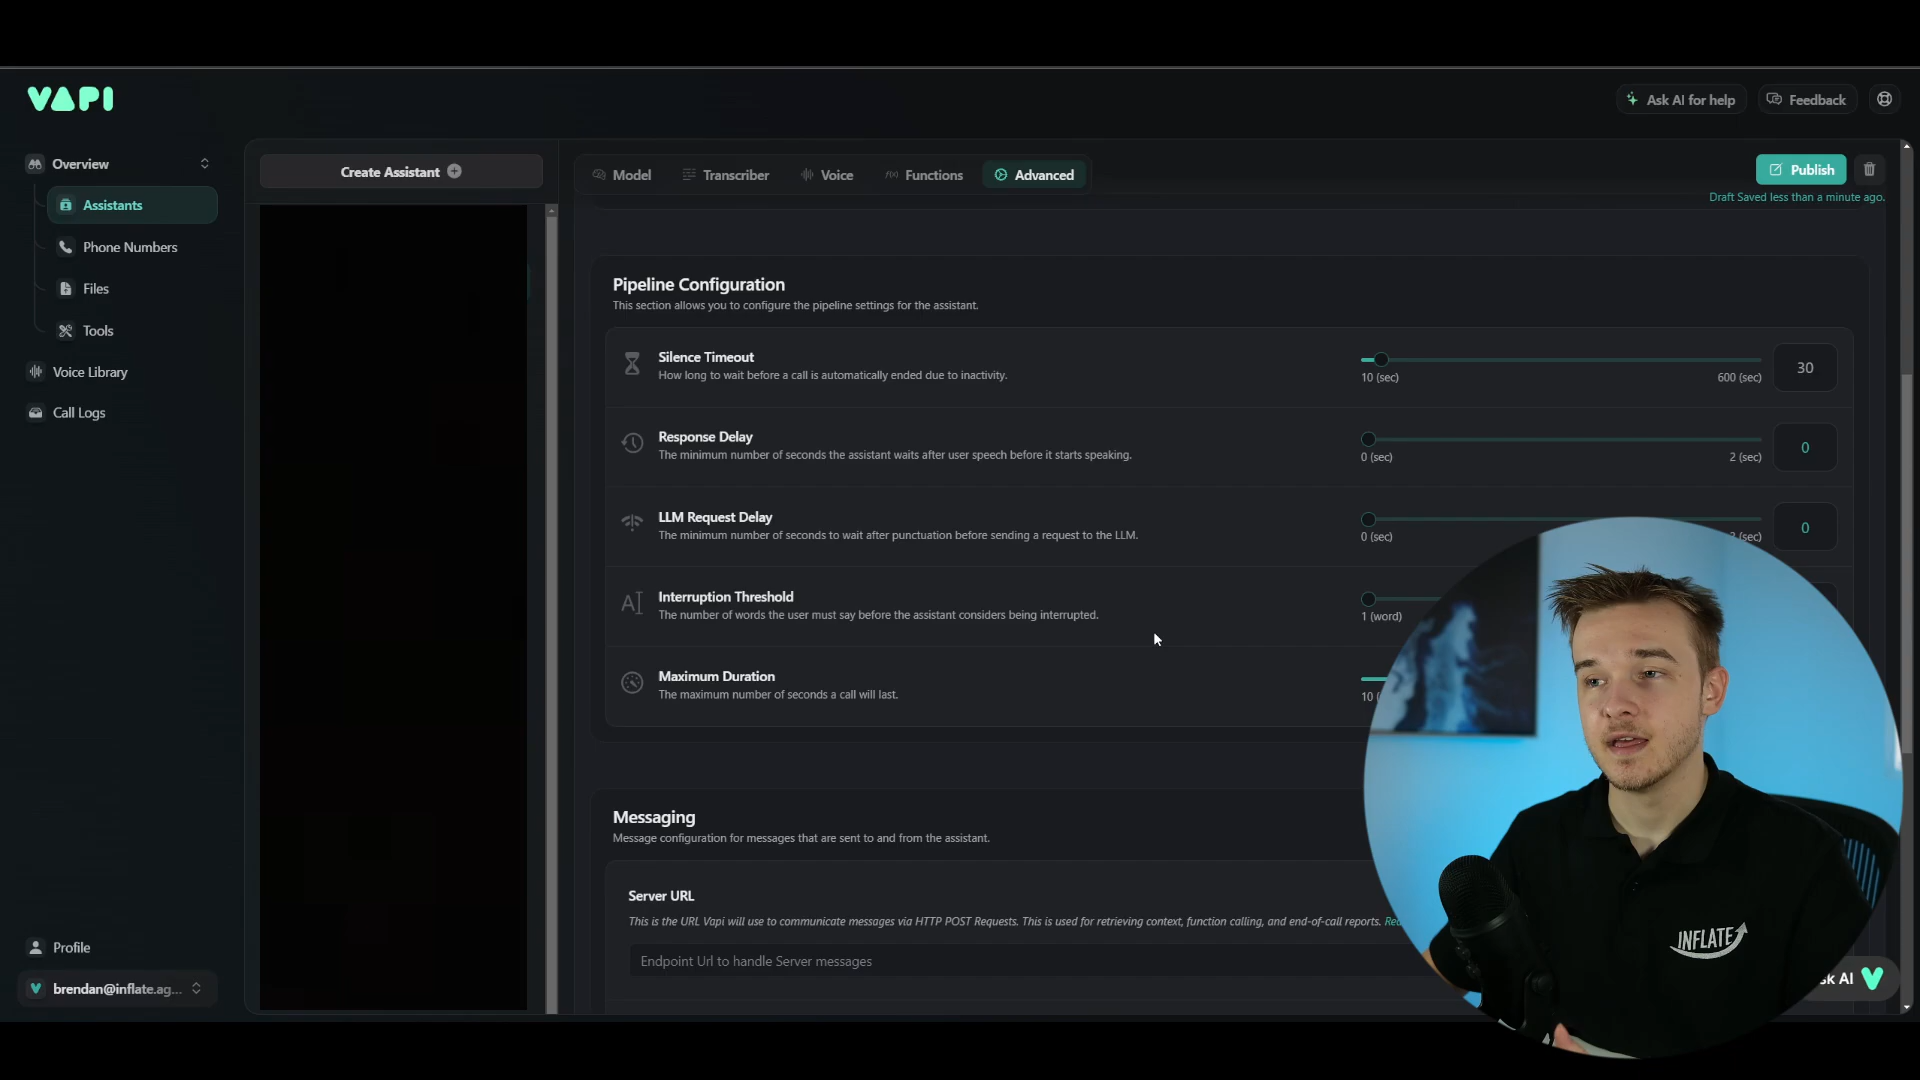 VAPI
Ask AI for help
Feedback
Overview
Assistants
Phone Numbers
Files
Tools
Voice Library
Call Logs
Profile
brendan@inflate.ag...
Create Assistant
Model
Transcriber
Voice
Functions
Advanced
Publish
Draft Saved less than a minute ago.
Pipeline Configuration
This section allows you to configure the pipeline settings for the assistant.
Silence Timeout
How long to wait before a call is automatically ended due to inactivity.
10 (sec)
600 (sec)
30
Response Delay
The minimum number of seconds the assistant waits after user speech before it starts speaking.
0 (sec)
2 (sec)
0
LLM Request Delay
The minimum number of seconds to wait after punctuation before sending a request to the LLM.
0 (sec)
(sec)
0
Interruption Threshold
The number of words the user must say before the assistant considers being interrupted.
1 (word)
Maximum Duration
The maximum number of seconds a call will last.
10
Messaging
Message configuration for messages that are sent to and from the assistant.
Server URL
This is the URL Vapi will use to communicate messages via HTTP POST Requests. This is used for retrieving context, function calling, and end-of-call reports.
Endpoint Url to handle Server messages
INFLATE
AI